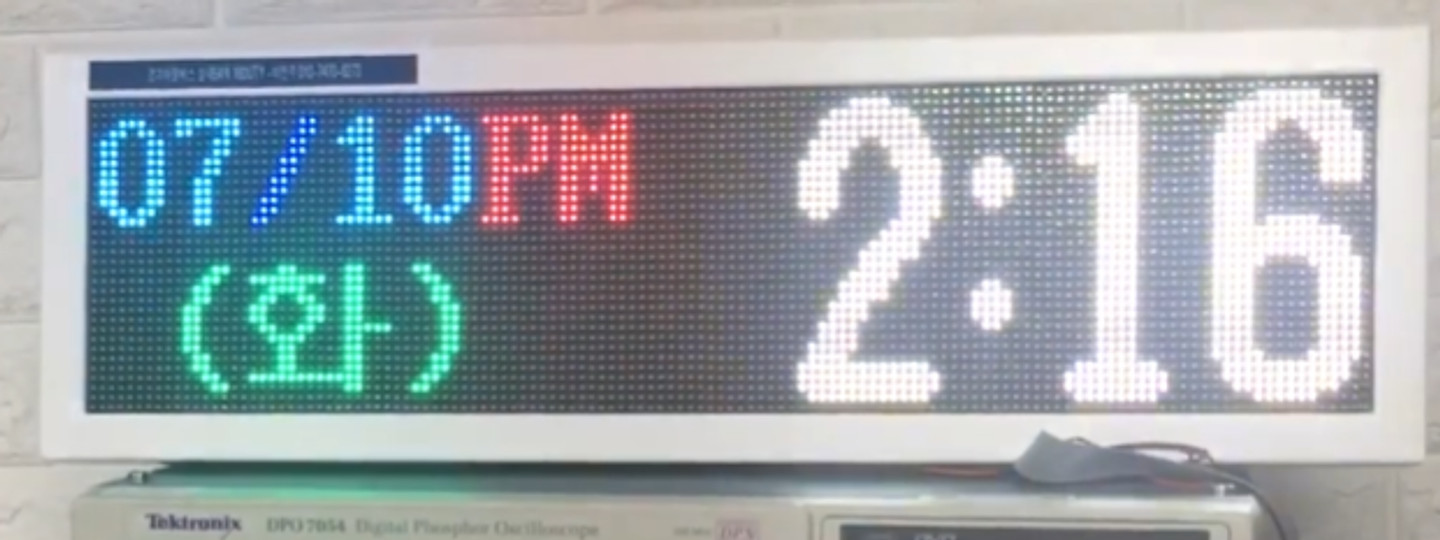 07/10PM
2:16
(화)
Tektronix DPO 7054 Digital Phosphor Oscilloscope